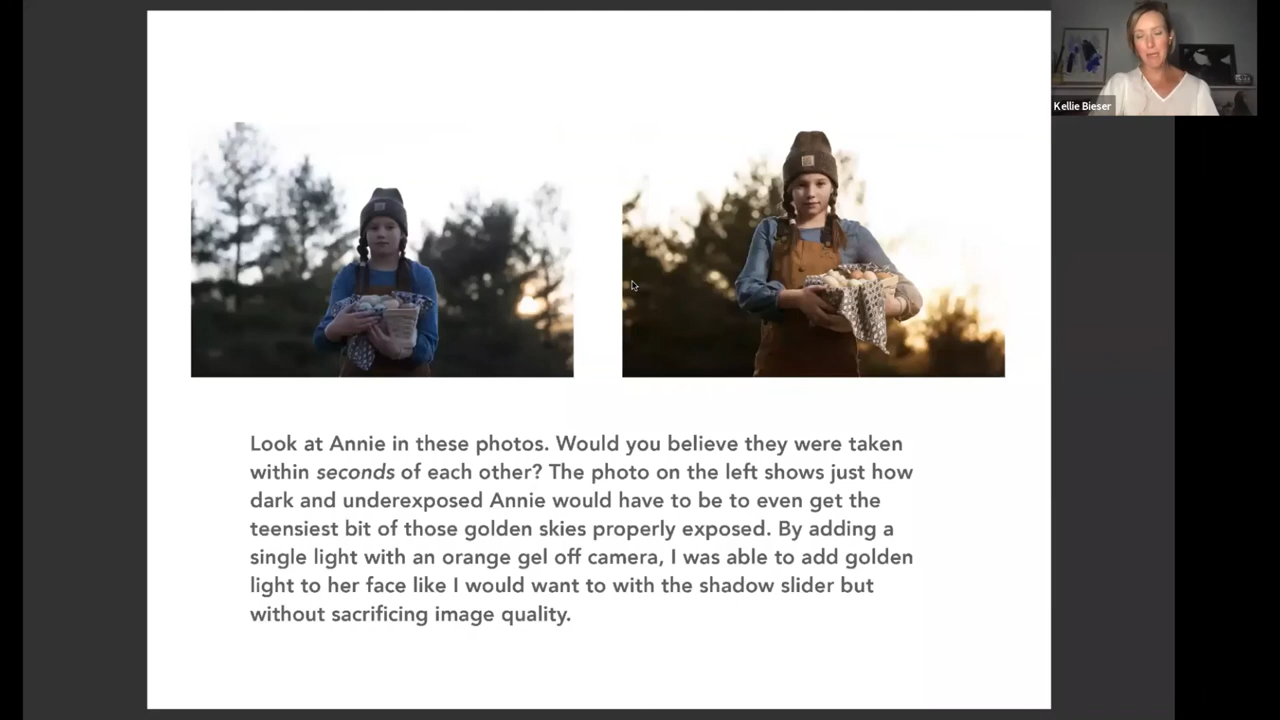 Kellie Bieser
Look at Annie in these photos. Would you believe they were taken
within seconds of each other? The photo on the left shows just how
dark and underexposed Annie would have to be to even get the
teensiest bit of those golden skies properly exposed. By adding a
single light with an orange gel off camera, I was able to add golden
light to her face like I would want to with the shadow slider but
without sacrificing image quality.